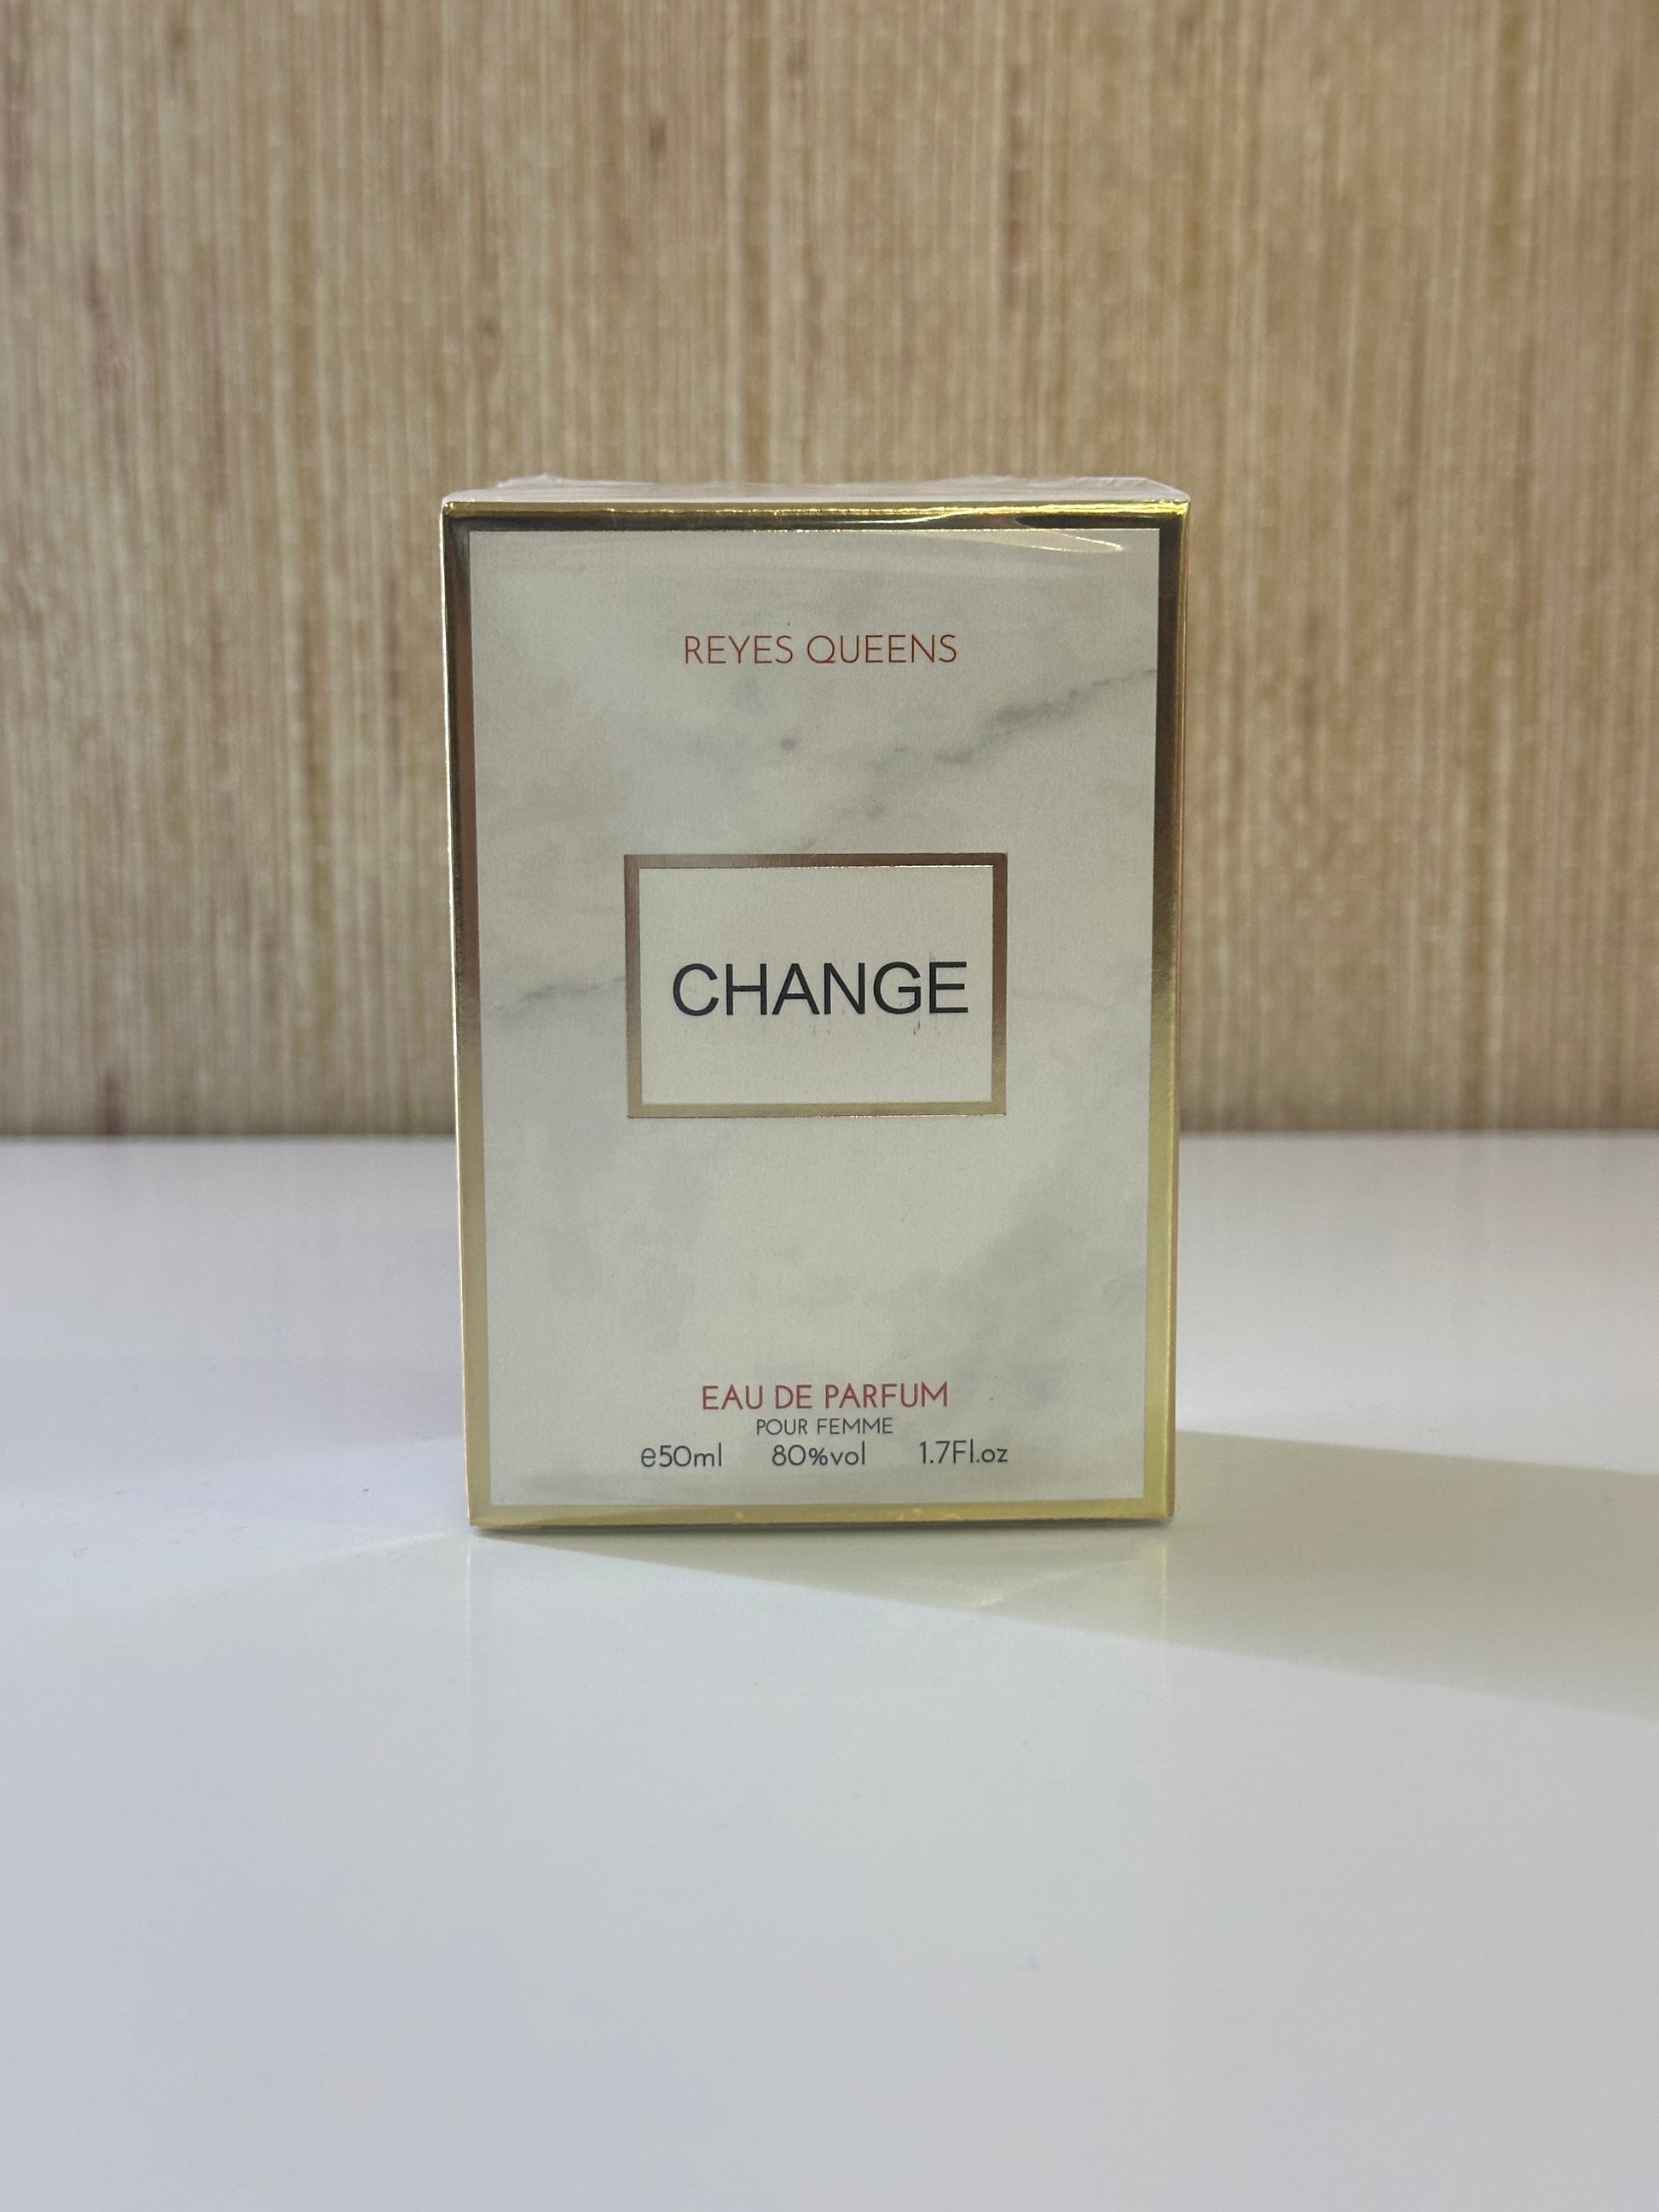 REYES QUEENS
CHANGE
EAU DE PARFUM
POUR FEMME
e50ml 80%vol 1.7Fl.oz